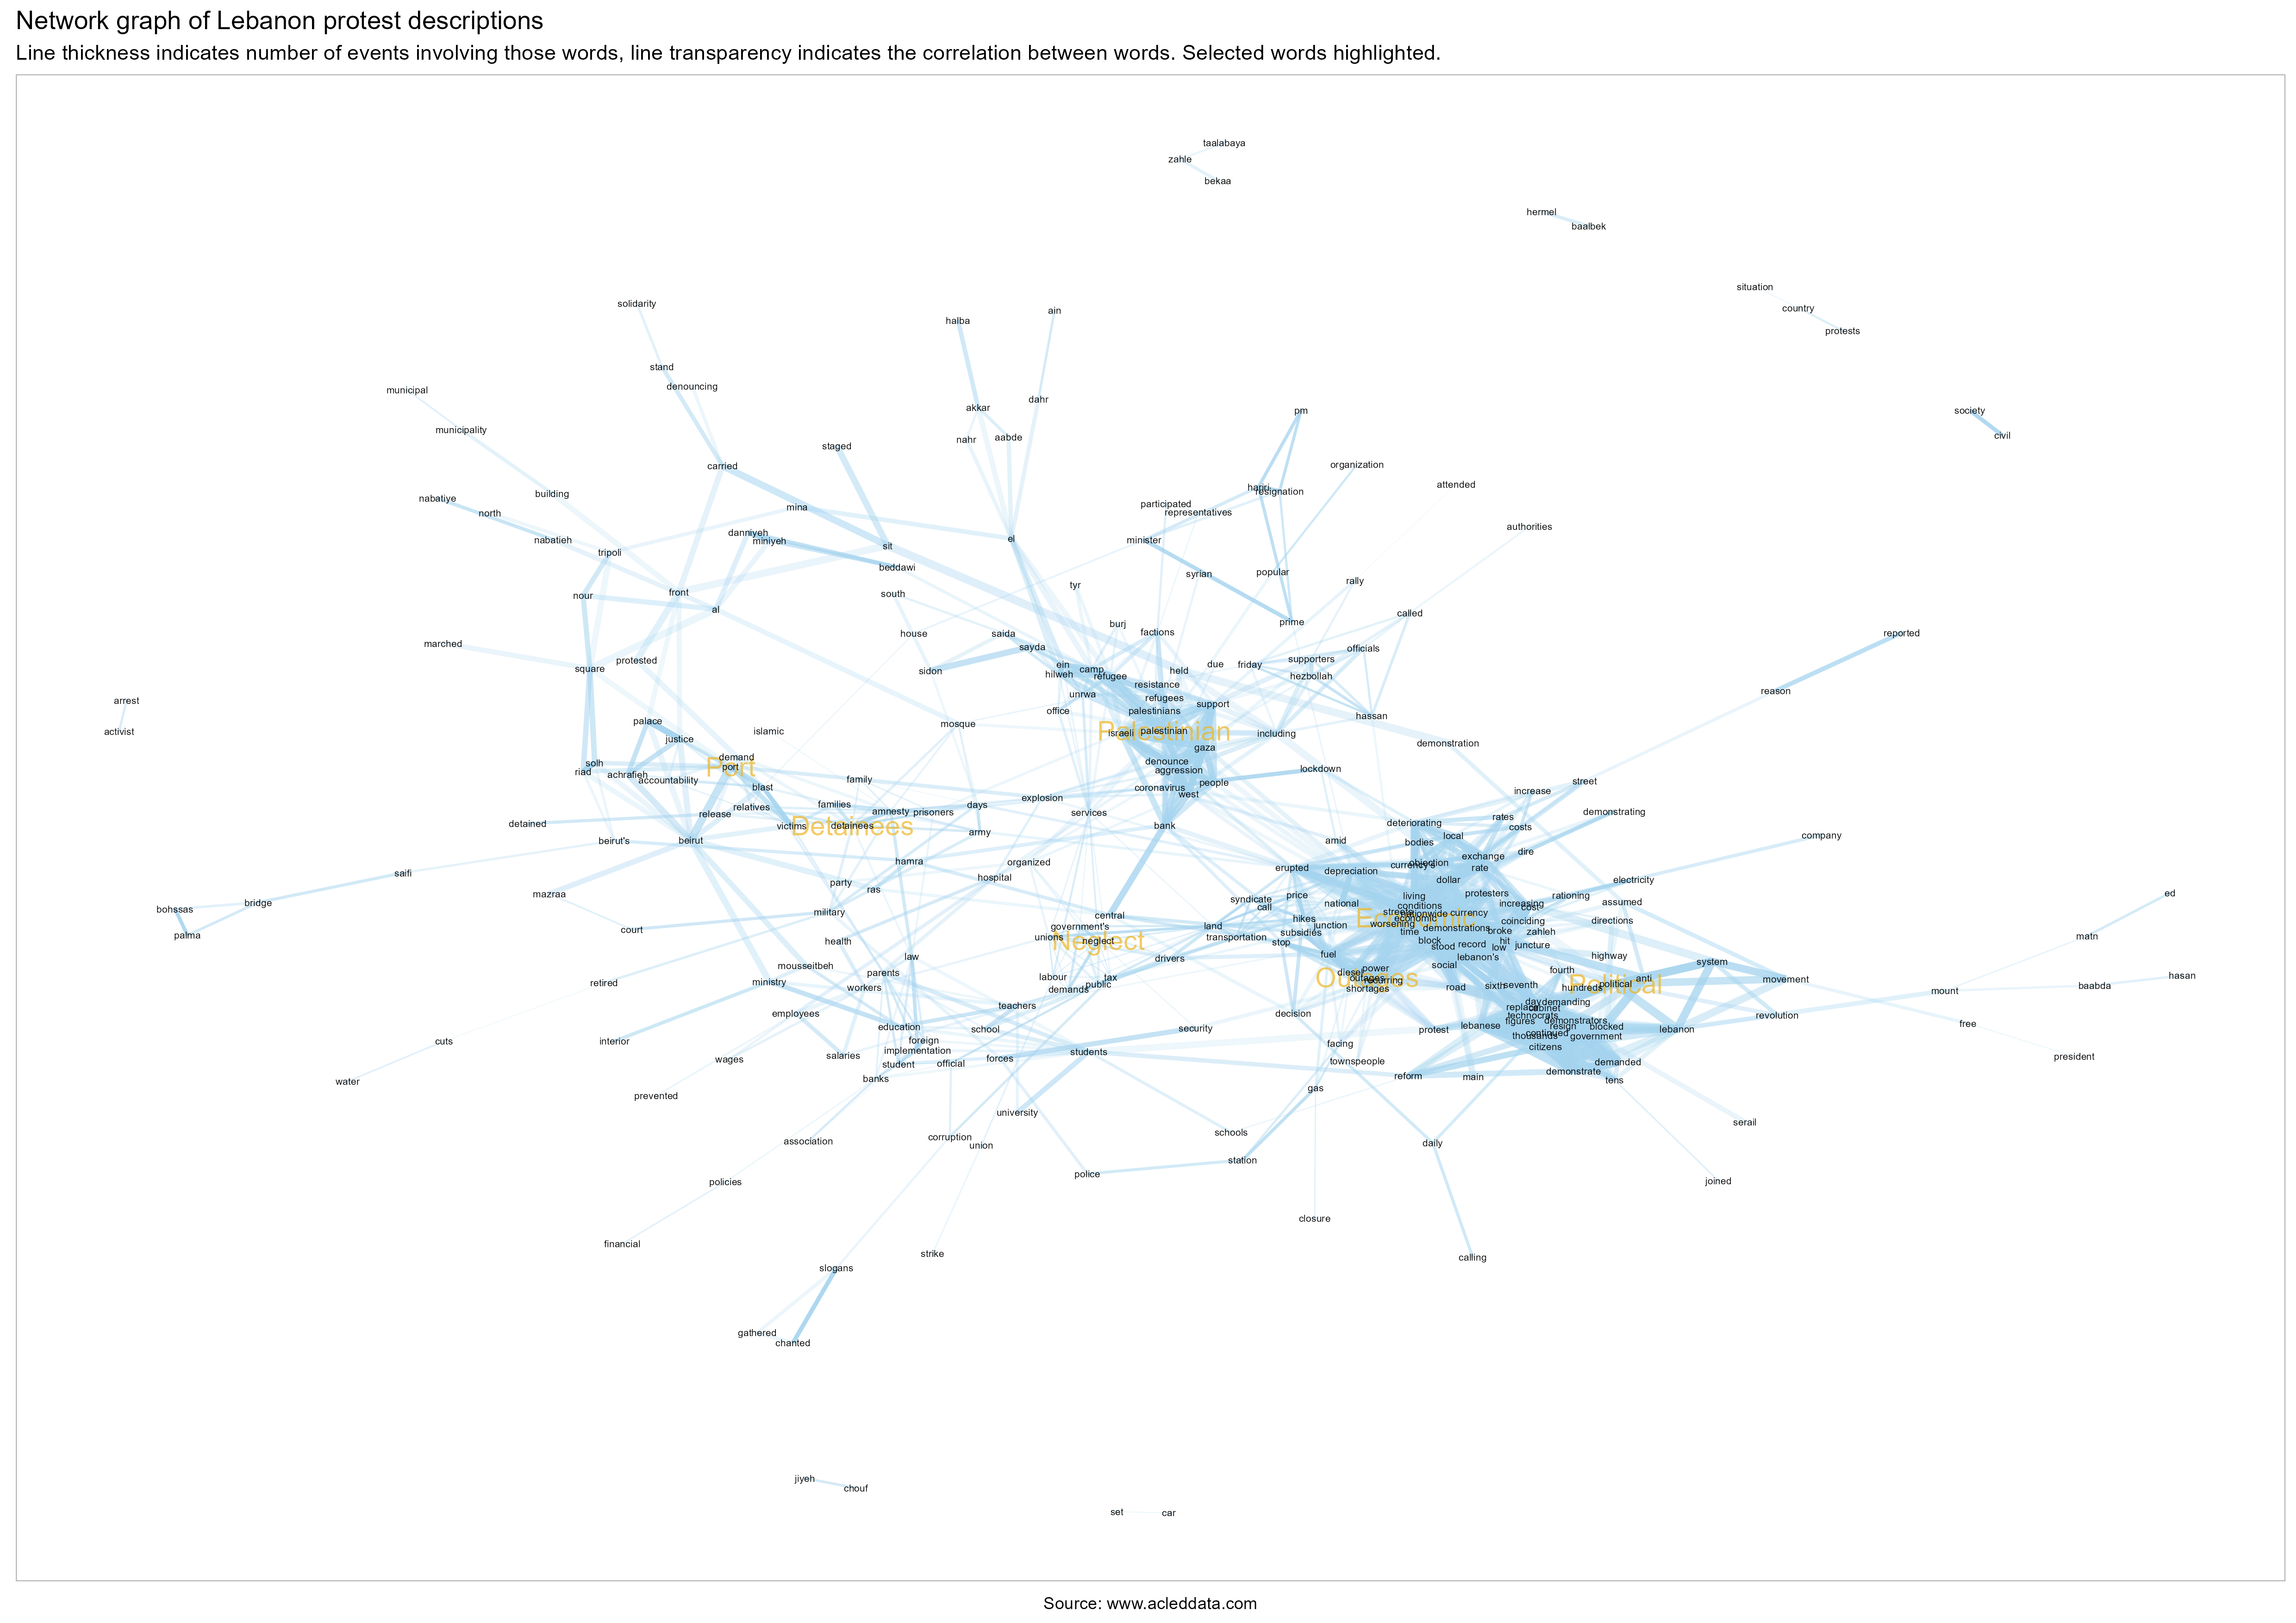 Network graph of Lebanon protest descriptions
Line thickness indicates number of events involving those words, line transparency indicates the correlation between words. Selected words highlighted.
taalabaya
zahle
bekaa
hermel
baalbek
situation
country
protests
solidarity
halba
ain
stand
denouncing
municipal
dahr
akkar
pm
society
municipality
nahr
aabde
civil
staged
carried
organization
attended
hariri
resignation
nabatiye
building
participated
mina
representatives
north
authorities
danniyeh
nabatieh
miniyeh
el
minister
sit
tripoli
beddawi
syrian
popular
rally
tyr
nour
front
south
al
called
prime
burj
factions
house
saida
reported
marched
sayda
officials
protested
square
sidon
ein
hilweh
camp
refugee
held
due
friday
supporters
hezbollah
resistance
reason
unrwa
refugees
support
arrest
activist
office
palestinians
hassan
palace
mosque
islamic
Palestinian
israeli
palestinian
including
justice
gaza
demonstration
solh
riad
achrafieh
accountability
demand
Port
port
blast
family
denounce
aggression
lockdown
people
coronavirus
west
street
increase
explosion
days
relatives
families
amnesty
prisoners
services
release
detained
victims
Detainees
detainees
bank
deteriorating
rates
costs
demonstrating
army
beirut's
beirut
amid
local
bodies
company
dire
exchange
objection
currency's
rate
hamra
organized
erupted
depreciation
saifi
hospital
dollar
electricity
party
ras
mazraa
bridge
bohssas
palma
syndicate
call
price
national
living
conditions
protesters
increasing
cost
rationing
assumed
ed
military
central
Economic
streets
nationwide
currency
economic
hikes
junction
worsening
coinciding
directions
government's
land
subsidies
time
demonstrations
broke
zahleh
court
unions
Neglect
neglect
transportation
stop
block
hit
health
stood
record
low
juncture
matn
law
drivers
fuel
lebanon's
highway
mousseitbeh
parents
social
power
diesel
system
retired
ministry
workers
labour
tax
public
demands
Outages
outages
recurring
shortages
fourth
Political
political
anti
hundreds
movement
hasan
baabda
road
sixth
seventh
mount
teachers
employees
decision
day
demanding
replace
cabinet
technocrats
revolution
education
school
security
protest
lebanese
figures
demonstrators
resign
blocked
continued
thousands
government
lebanon
free
interior
cuts
foreign
facing
citizens
implementation
students
forces
salaries
president
wages
student
official
townspeople
demanded
banks
reform
main
demonstrate
tens
water
gas
prevented
university
serail
schools
association
corruption
union
daily
station
police
policies
joined
closure
financial
strike
calling
slogans
gathered
chanted
jiyeh
chouf
set
car
Source: www.acleddata.com